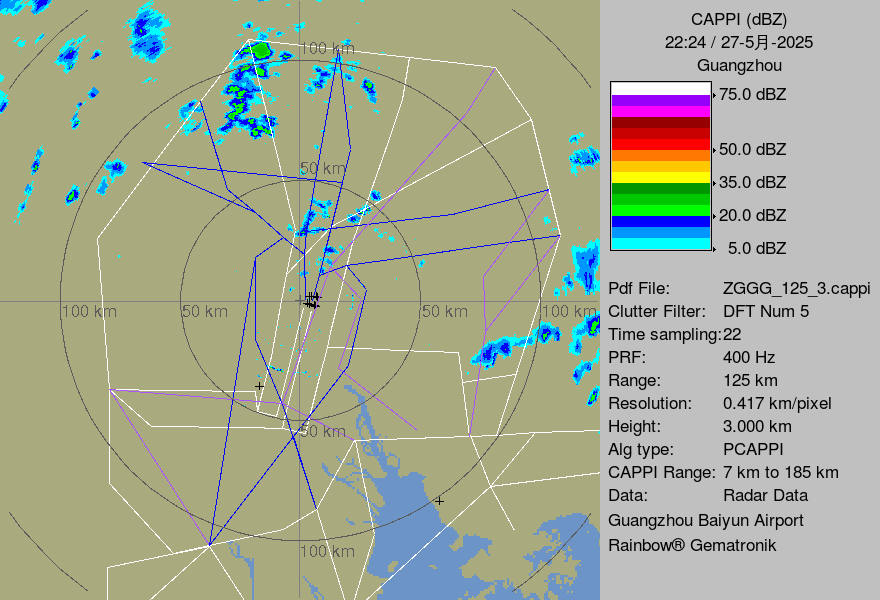 CAPPI (dBZ)
22:24 / 27-5月-2025
Guangzhou
75.0 dBZ
50.0 dBZ
35.0 dBZ
20.0 dBZ
5.0 dBZ
Pdf File: ZGGG_125_3.cappi
Clutter Filter: DFT Num 5
Time sampling:22
PRF: 400 Hz
Range: 125 km
Resolution: 0.417 km/pixel
Height: 3.000 km
Alg type: PCAPPI
CAPPI Range: 7 km to 185 km
Data: Radar Data
Guangzhou Baiyun Airport
Rainbow® Gematronik
100 km
50 km
100 km
50 km
50 km
100 km
50 km
100 km